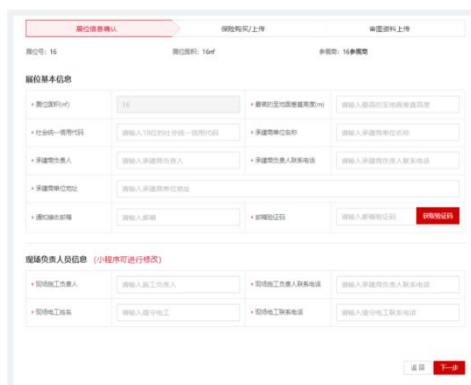 展位信息确认 保险购买/上传 审图资料上传
展位号: 16 展位面积: 16㎡ 参展商: 16参展商
展位基本信息
* 展位面积(㎡) 16 * 最高的至地面垂直高度(m) 请输入最高的至地面垂直高度
* 社会统一信用代码 请输入18位的社会统一信用代码 * 承建商单位名称 请输入承建商单位名称
* 承建商负责人 请输入承建商负责人 * 承建商负责人联系电话 请输入承建商负责人联系电话
* 承建商单位地址 请输入承建商单位地址
* 通知接收邮箱 请输入邮箱 * 邮箱验证码 请输入邮箱验证码 获取验证码
现场负责人员信息 (小程序可进行修改)
* 现场施工负责人 请输入施工负责人 * 现场施工负责人联系电话 请输入承建商负责人联系电话
* 现场电工姓名 请输入值守电工 * 现场电工联系电话 请输入值守电工联系电话
返回 下一步